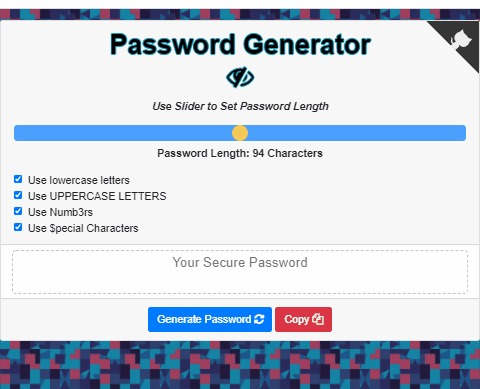 Password Generator
Use Slider to Set Password Length
Password Length: 94 Characters
Use lowercase letters
Use UPPERCASE LETTERS
Use Numb3rs
Use $pecial Characters
Your Secure Password
Generate Password
Copy